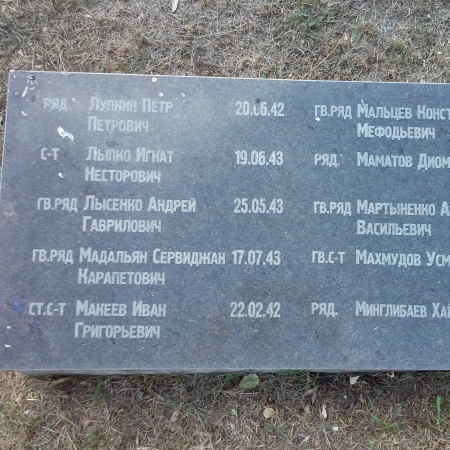 ряд. Лупкин Пётр 20.06.42 гв.ряд Мальцев Конст
Петрович Мефодьевич
с-т Лыпко Игнат 19.06.43 ряд. Маматов Диом
Несторович
гв.ряд Лысенко Андрей 25.05.43 гв.ряд Мартыненко А
Гаврилович Васильевич
гв.ряд Мадальян Сервиджан 17.07.43 гв.с-т Махмудов Усм
Карапетович
ст.с-т Макеев Иван 22.02.42 ряд. Минглибаев Хай
Григорьевич